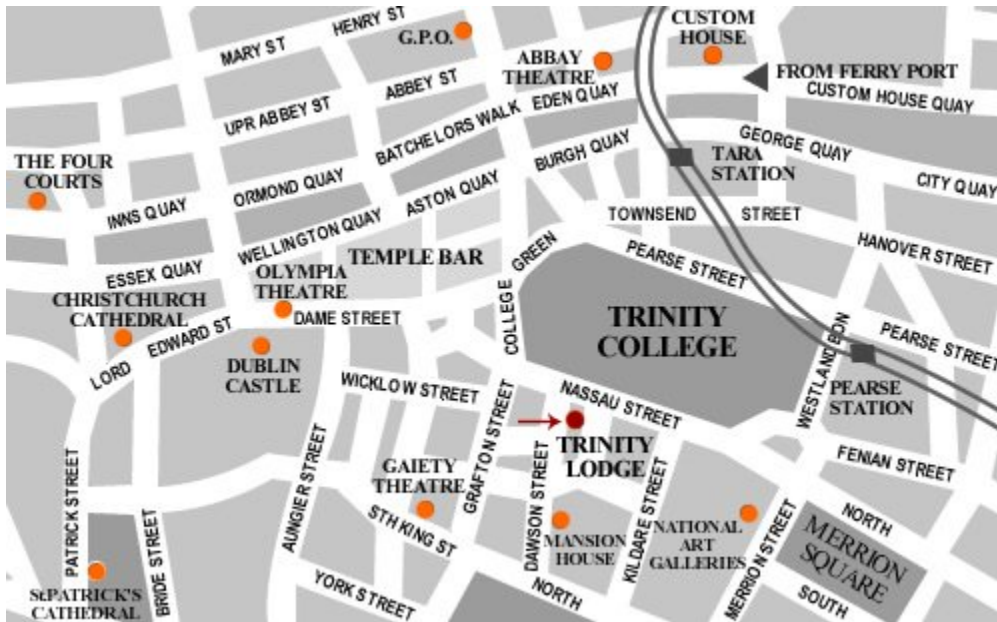 HENRY ST
MARY ST
G.P.O.
CUSTOM
HOUSE
ABBAY
THEATRE
FROM FERRY PORT
CUSTOM HOUSE QUAY
ABBEY ST
UPR ABBEY ST
EDEN QUAY
BATCHELORS WALK
BURGH QUAY
GEORGE QUAY
TARA
STATION
CITY QUAY
THE FOUR
COURTS
INNS QUAY
ORMOND QUAY
ASTON QUAY
WELLINGTON QUAY
ESSEX QUAY
TOWNSEND STREET
HANOVER STREET
TEMPLE BAR
COLLEGE GREEN
PEARSE STREET
OLYMPIA
THEATRE
CHRISTCHURCH
CATHEDRAL
LORD EDWARD ST
DAME STREET
DUBLIN
CASTLE
TRINITY
COLLEGE
WESTLAND BON
PEARSE STREET
PEARSE
STATION
WICKLOW STREET
GRAFTON STREET
NASSAU STREET
TRINITY
LODGE
FENIAN STREET
PATRICK STREET
BRIDE STREET
AUNGIER STREET
GAIETY
THEATRE
STH KING ST
DAWSON STREET
MANSION
HOUSE
KILDARE STREET
NATIONAL
ART
GALLERIES
MERRION STREET
NORTH
MERRION
SQUARE
SOUTH
St.PATRICK'S
CATHEDRAL
YORK STREET
NORTH